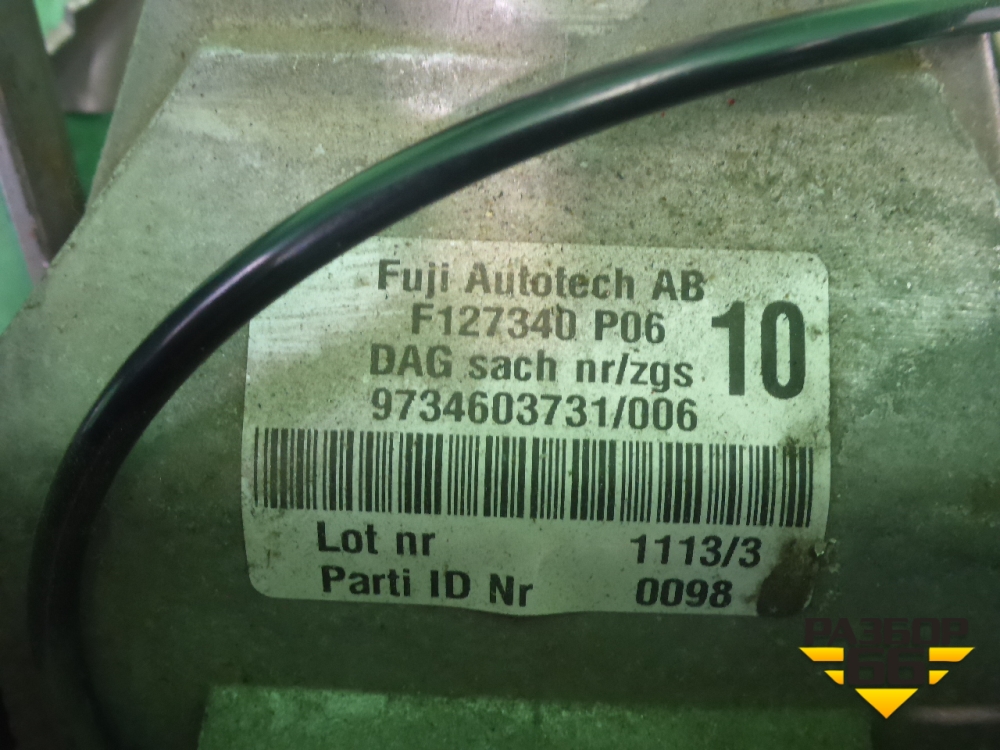 Fuji Autotech AB
F127340 P06
10
DAG sach nr/zgs
9734603731/006
Lot nr 1113/3
Parti ID Nr 0098
РАЗБОР
66